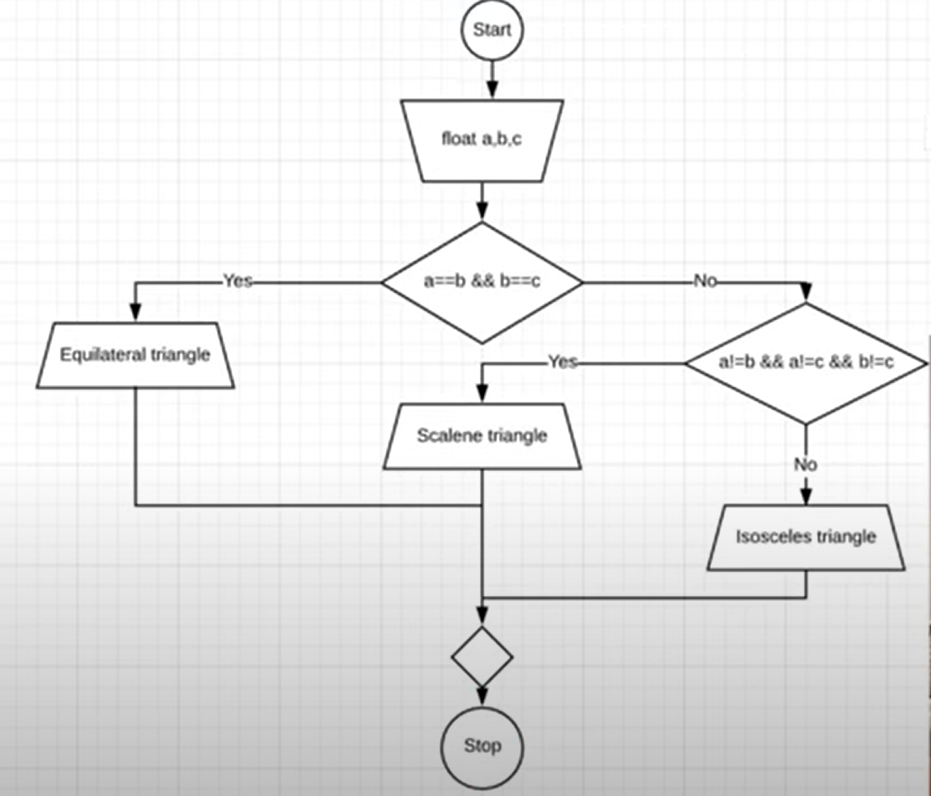 Start
float a,b,c
a==b && b==c
Yes
No
Equilateral triangle
a!=b && a!=c && b!=c
Yes
Scalene triangle
No
Isosceles triangle
Stop